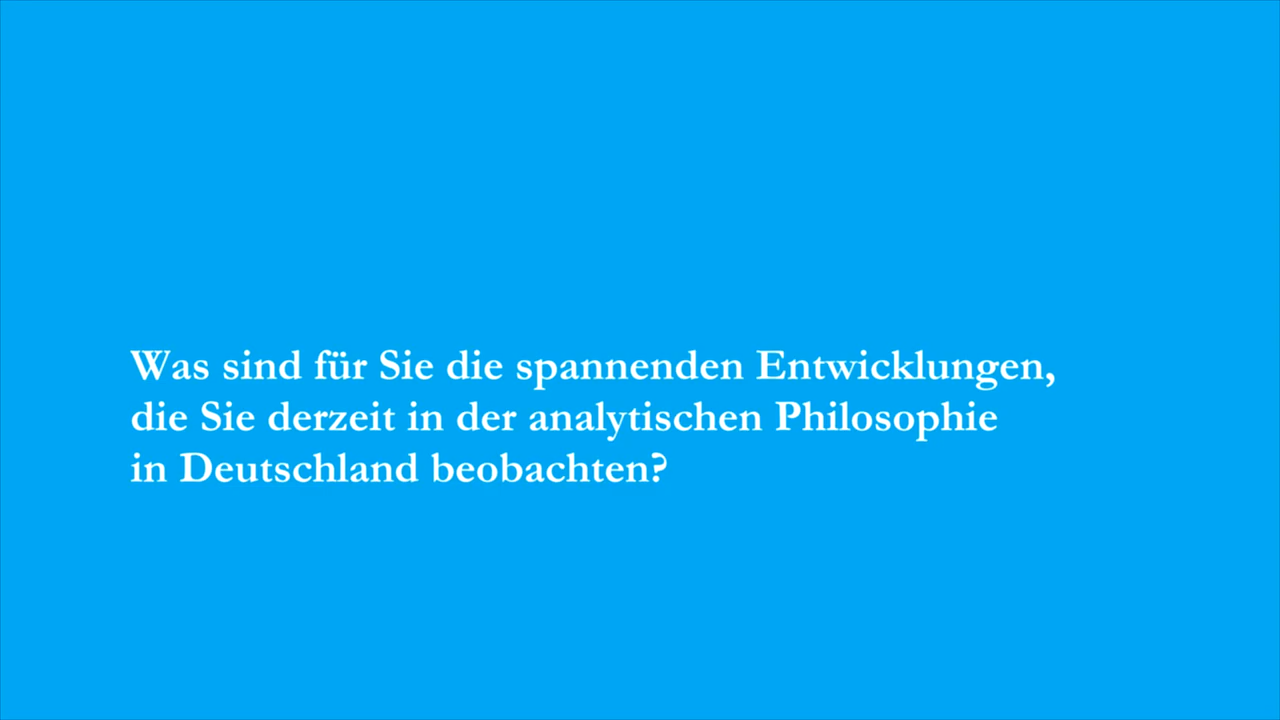 Was sind für Sie die spannenden Entwicklungen,
die Sie derzeit in der analytischen Philosophie
in Deutschland beobachten?